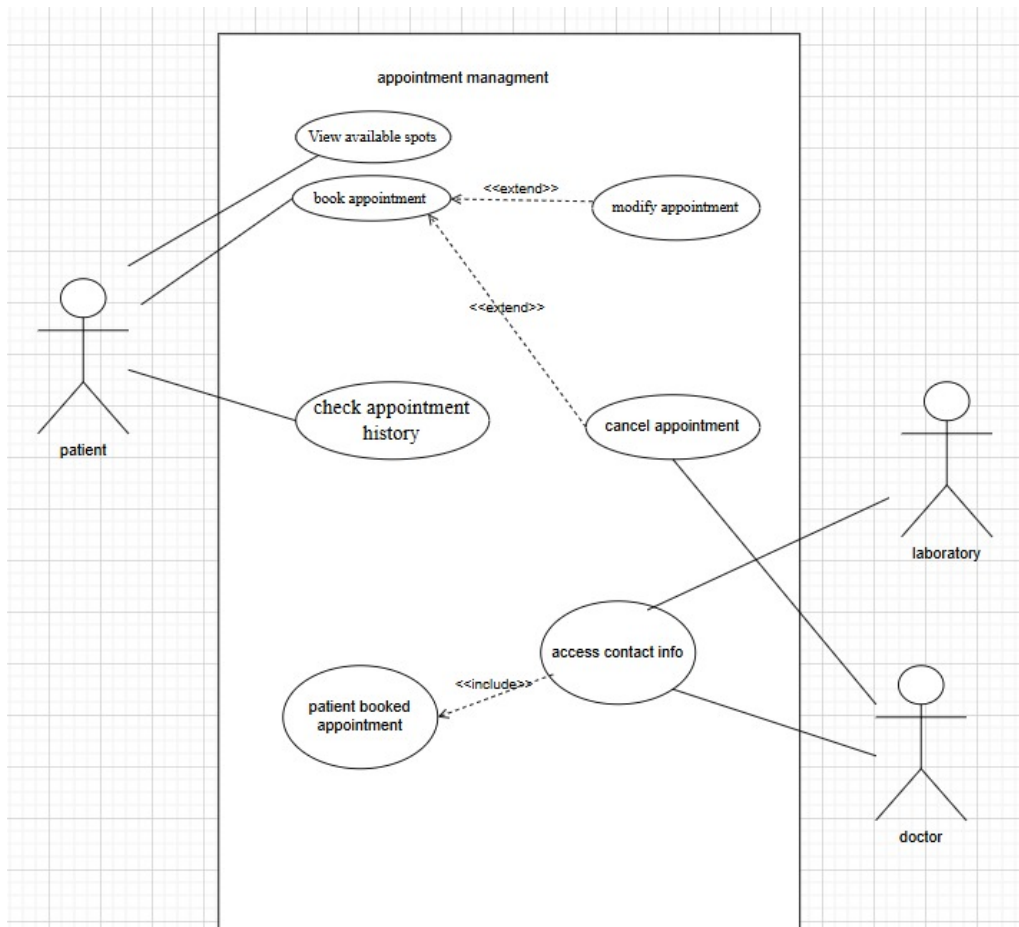 appointment managment
View available spots
book appointment
<<extend>>
modify appointment
<<extend>>
check appointment
history
cancel appointment
patient
laboratory
access contact info
<<include>>
patient booked
appointment
doctor